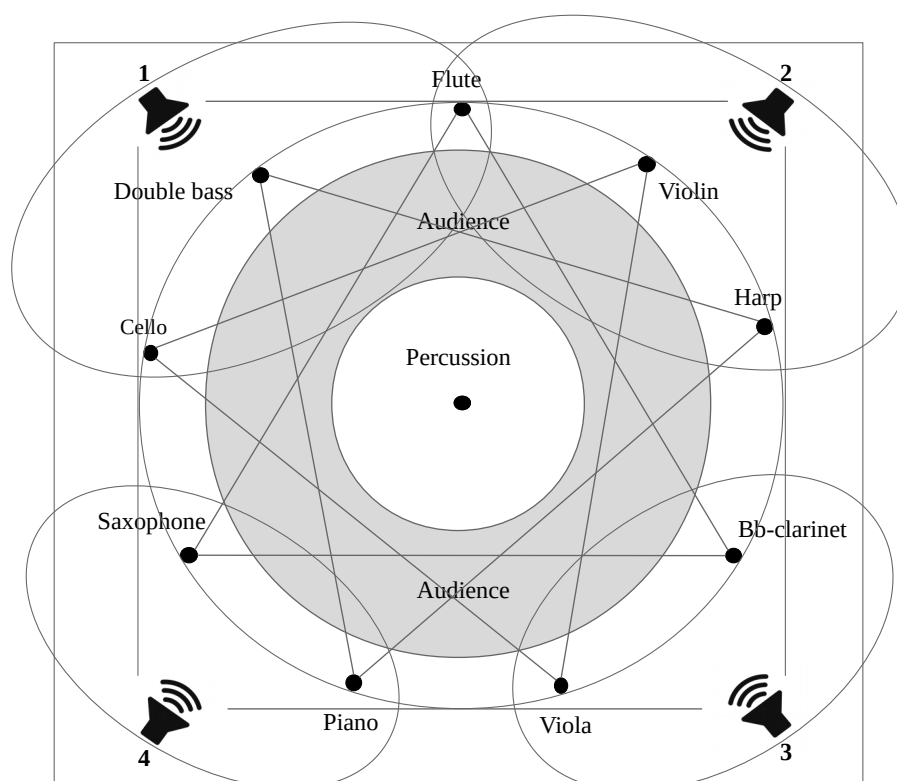 1
2
Flute
Double bass
Violin
Audience
Harp
Cello
Percussion
Saxophone
Bb-clarinet
Audience
Piano
Viola
4
3